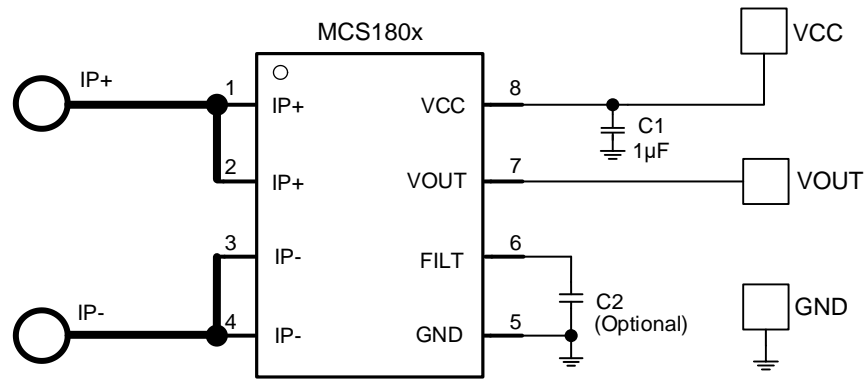 MCS180x
VCC
IP+
1
IP+
VCC
8
C1
1µF
2
IP+
VOUT
7
VOUT
3
IP-
FILT
6
C2
(Optional)
GND
IP-
4
IP-
GND
5